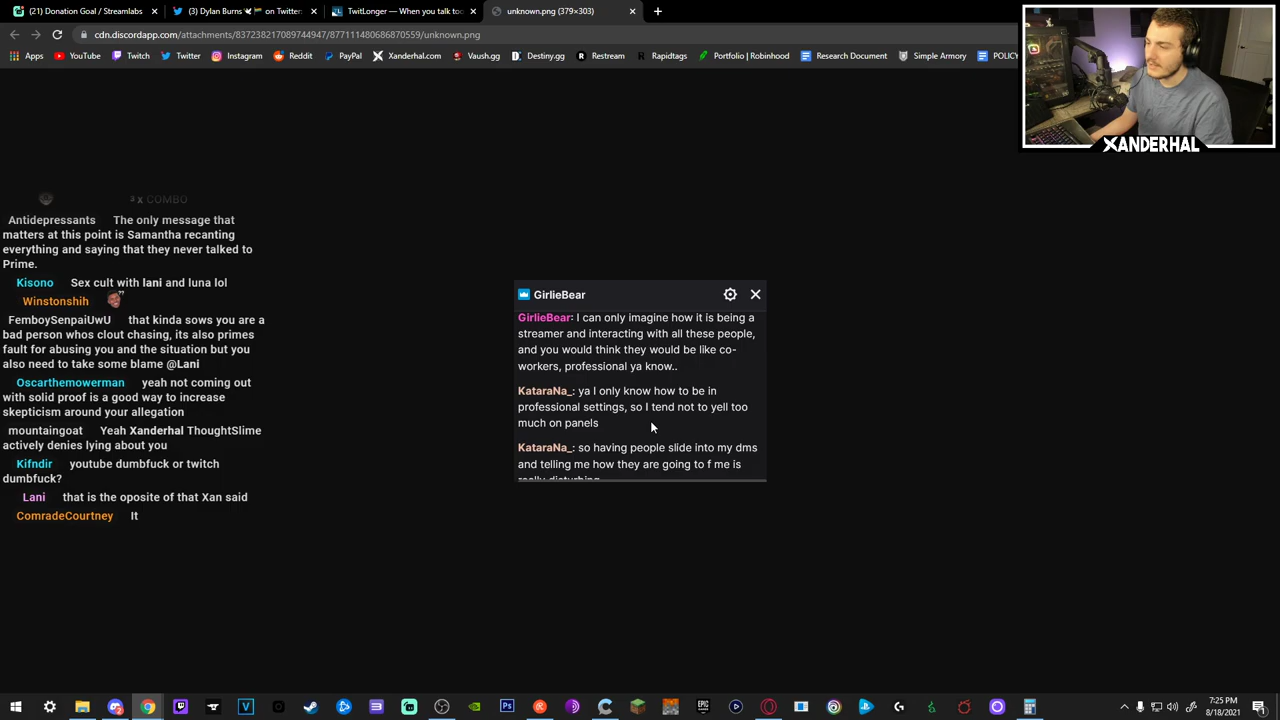 (21) Donation Goal / Streamlabs
(3) Dylan Burns
on Twitter:
TwitLonger — When you talk too
unknown.png (379×303)
cdn.discordapp.com/attachments/837238217089744947/877111480686870559/unknown.png
Apps
YouTube
Twitch
Twitter
Instagram
Reddit
PayPal
Xanderhal.com
Vaush.gg
Destiny.gg
Restream
Rapidtags
Portfolio | Robinhood
Research Document
Simple Armory
POLICY
XANDERHAL
3 x COMBO
Antidepressants The only message that
matters at this point is Samantha recanting
everything and saying that they never talked to
Prime.
Kisono Sex cult with lani and luna lol
Winstonshih
FemboySenpaiUwU that kinda sows you are a
bad person whos clout chasing, its also primes
fault for abusing you and the situation but you
also need to take some blame @Lani
Oscarthemowerman yeah not coming out
with solid proof is a good way to increase
skepticism around your allegation
mountaingoat Yeah Xanderhal ThoughtSlime
actively denies lying about you
Kifndir youtube dumbfuck or twitch
dumbfuck?
Lani that is the oposite of that Xan said
ComradeCourtney It
GirlieBear
GirlieBear: I can only imagine how it is being a
streamer and interacting with all these people,
and you would think they would be like co-
workers, professional ya know..
KataraNa_: ya I only know how to be in
professional settings, so I tend not to yell too
much on panels
KataraNa_: so having people slide into my dms
and telling me how they are going to f me is
really disturbing
7:25 PM
8/18/2021